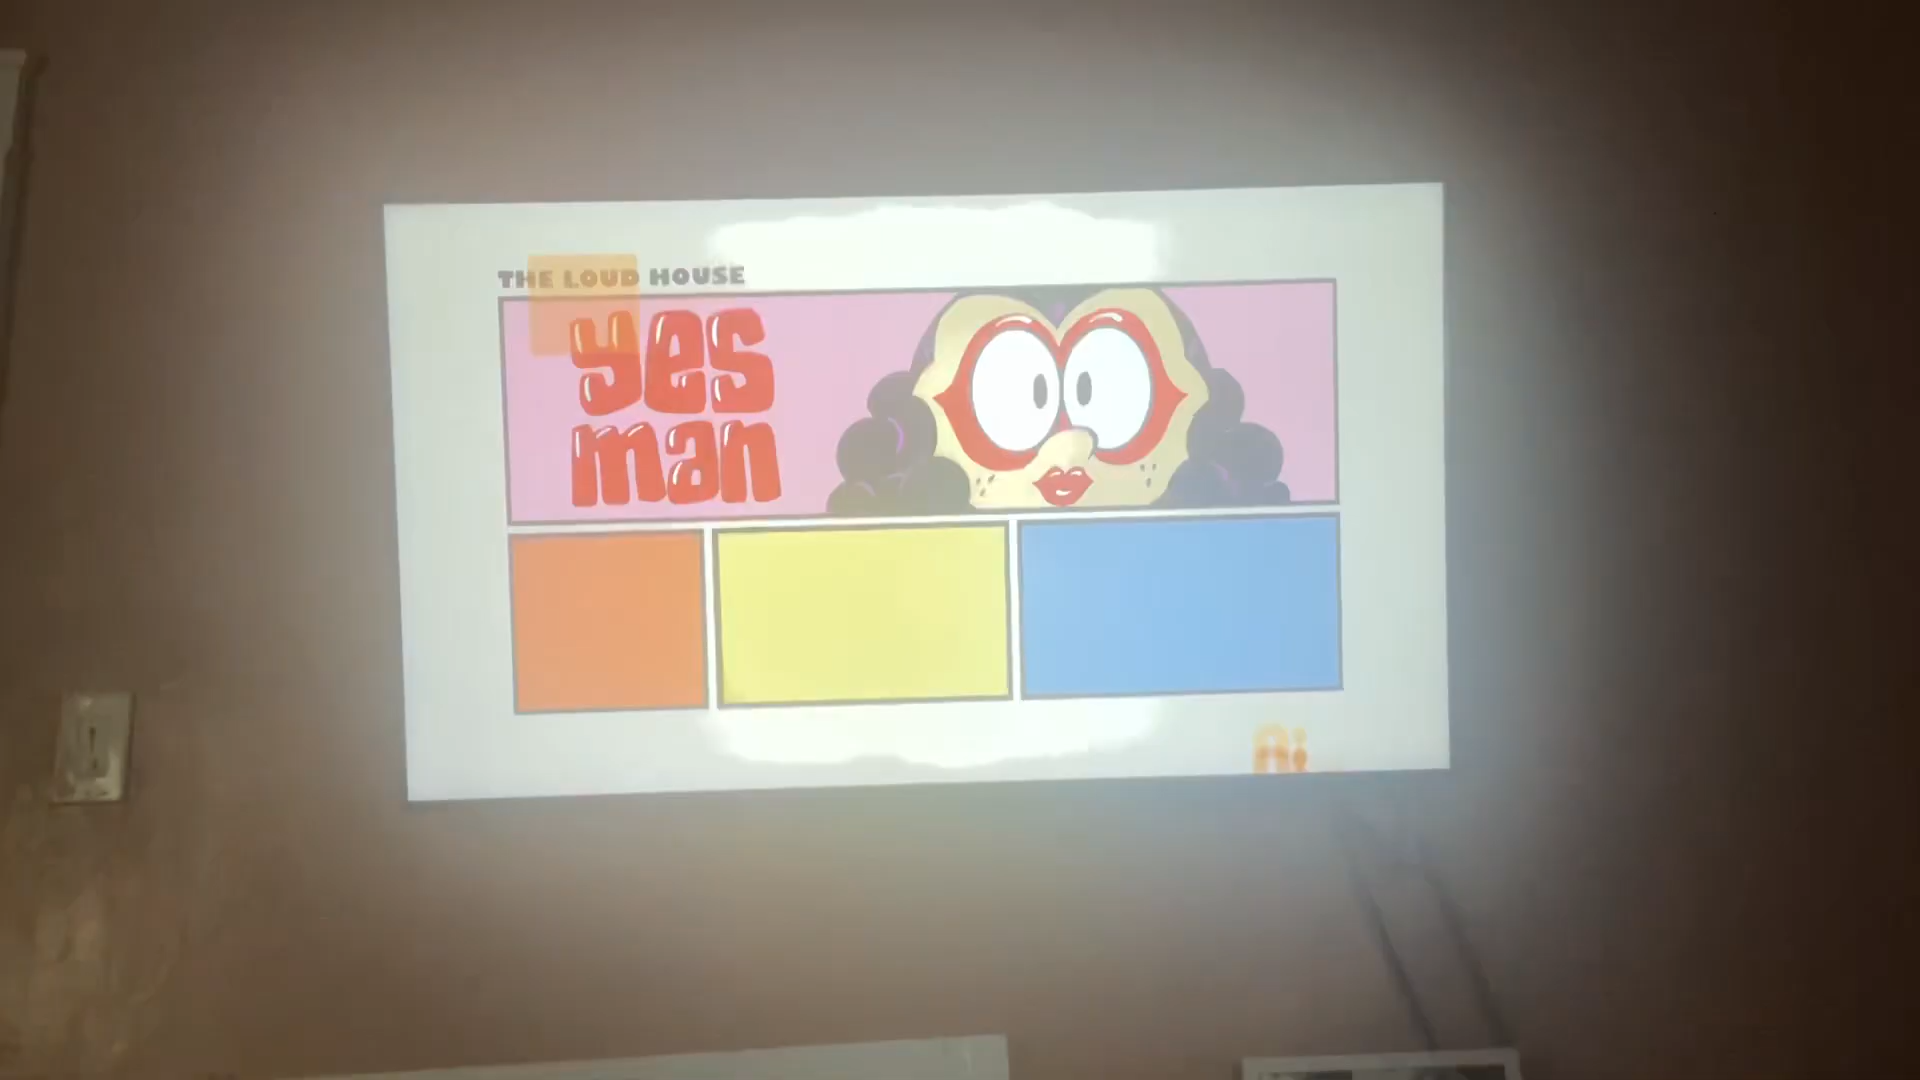 THE LOUD HOUSE
yes
man